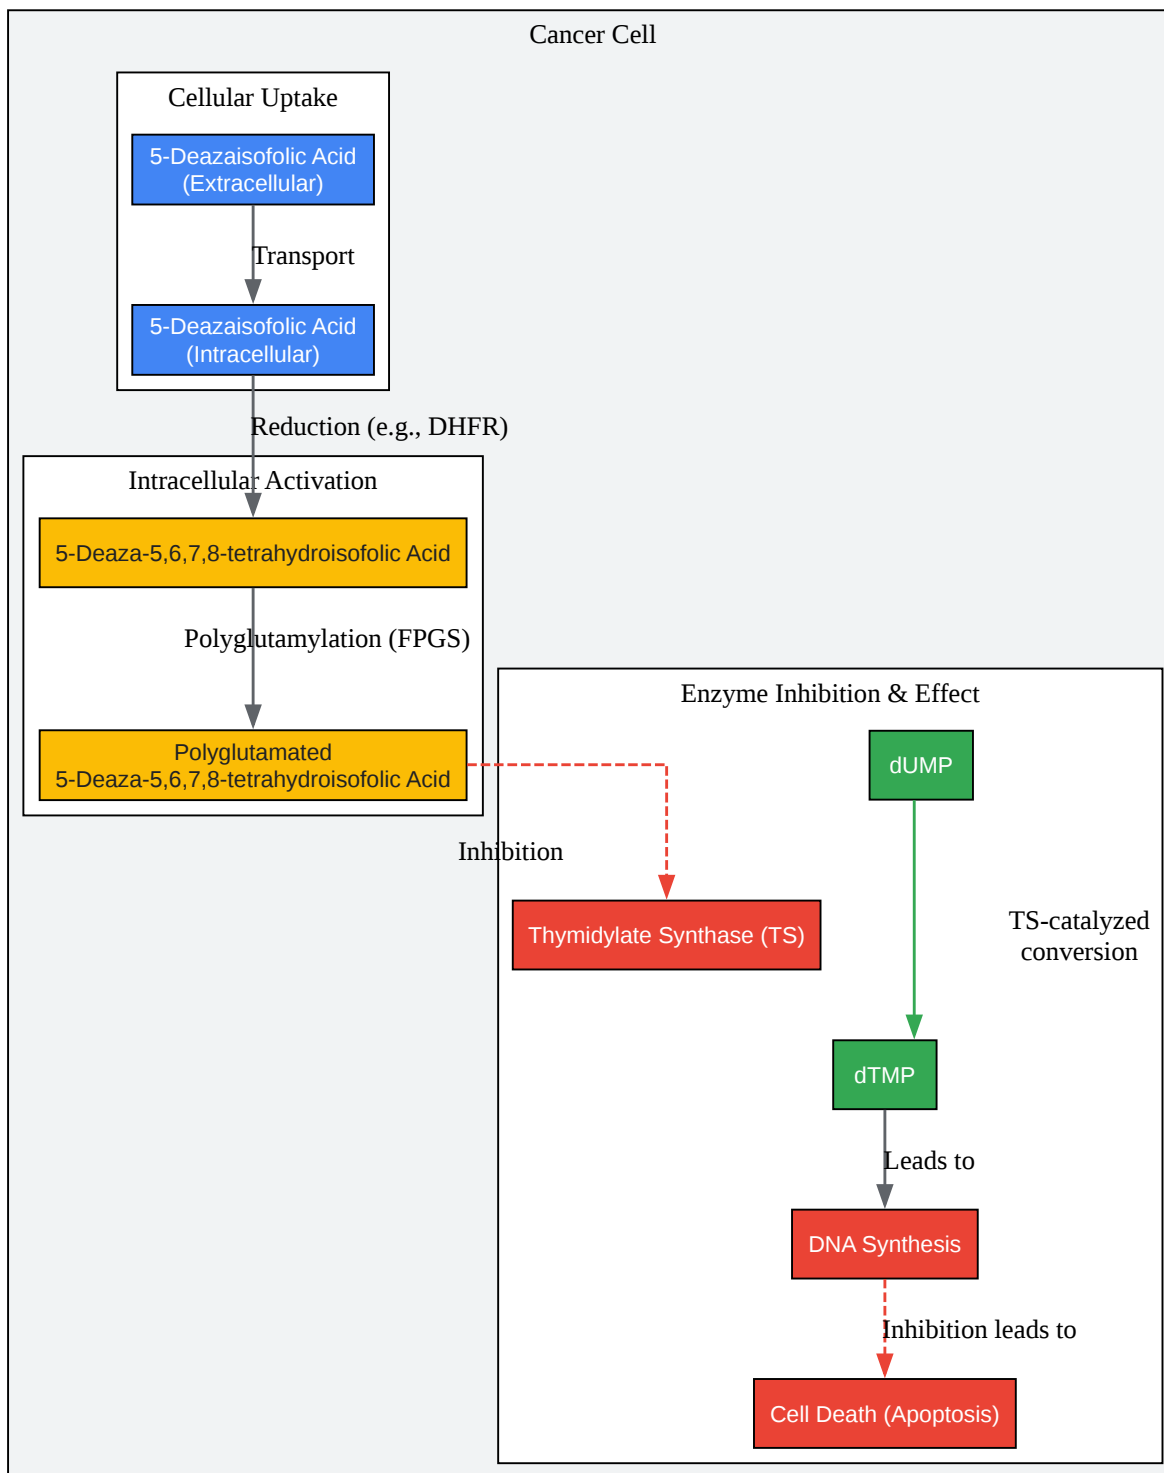 Cancer Cell
Cellular Uptake
5-Deazaisofolic Acid
(Extracellular)
Transport
5-Deazaisofolic Acid
(Intracellular)
Reduction (e.g., DHFR)
Intracellular Activation
5-Deaza-5,6,7,8-tetrahydroisofolic Acid
Polyglutamylation (FPGS)
Polyglutamated
5-Deaza-5,6,7,8-tetrahydroisofolic Acid
Enzyme Inhibition & Effect
dUMP
Inhibition
Thymidylate Synthase (TS)
TS-catalyzed
conversion
dTMP
Leads to
DNA Synthesis
Inhibition leads to
Cell Death (Apoptosis)